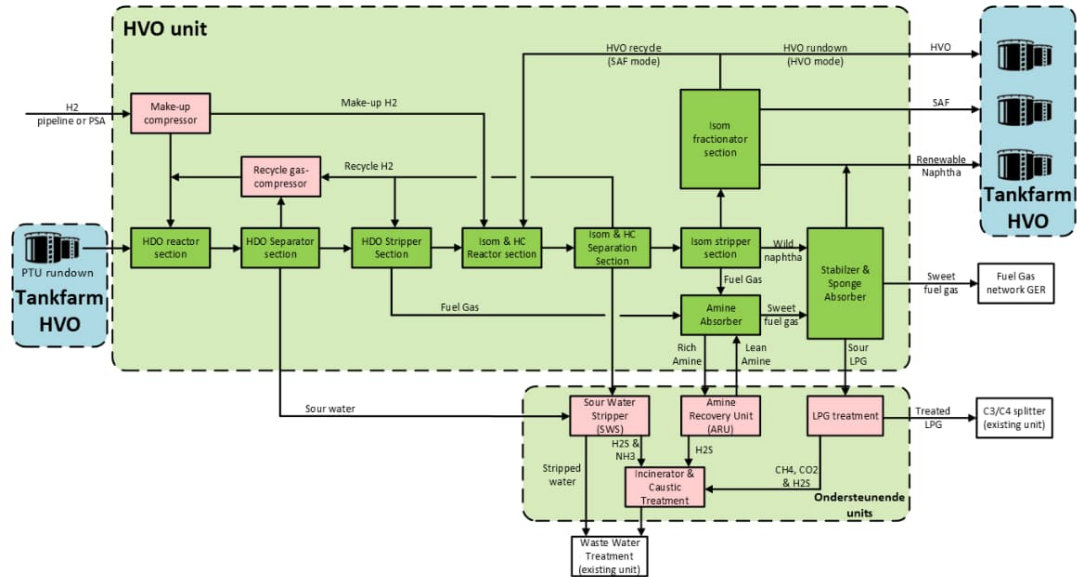 HVO unit
HVO recycle
(SAF mode)
HVO rundown
(HVO mode)
HVO
H2
pipeline or PSA
Make-up
compressor
Make-up H2
Isom
fractionator
section
SAF
Recycle gas-
compressor
Recycle H2
Renewable
Naphtha
Tankfarm
HVO
PTU rundown
Tankfarm
HVO
HDO reactor
section
HDO Separator
section
HDO Stripper
Section
Isom & HC
Reactor section
Isom & HC
Separation
Section
Isom stripper
section
Wild
naphtha
Stabilzer &
Sponge
Absorber
Fuel Gas
Fuel Gas
Amine
Absorber
Sweet
fuel gas
Sweet
fuel gas
Fuel Gas
network GER
Rich
Amine
Lean
Amine
Sour
LPG
Sour water
Sour Water
Stripper
(SWS)
Amine
Recovery Unit
(ARU)
LPG treatment
Treated
LPG
C3/C4 splitter
(existing unit)
H2S &
NH3
H2S
Stripped
water
Incinerator &
Caustic
Treatment
CH4, CO2
& H2S
Ondersteunende
units
Waste Water
Treatment
(existing unit)